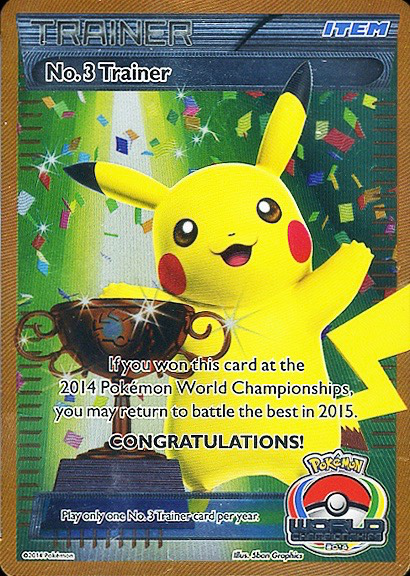 TRAINER ITEM
No. 3 Trainer
If you won this card at the
2014 Pokémon World Championships,
you may return to battle the best in 2015.
CONGRATULATIONS!
Pokémon
WORLD
CHAMPIONSHIPS
2014
Play only one No. 3 Trainer card per year.
©2014 Pokémon
Illus. 5ban Graphics